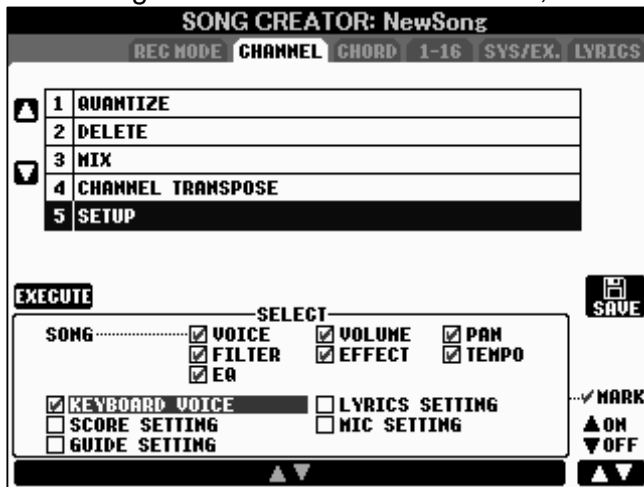 SONG CREATOR: NewSong
REC MODE CHANNEL CHORD 1-16 SYS/EX. LYRICS
1 QUANTIZE
2 DELETE
3 MIX
4 CHANNEL TRANSPOSE
5 SETUP
EXECUTE
SAVE
SELECT
SONG VOICE VOLUME PAN
FILTER EFFECT TEMPO
EQ
KEYBOARD VOICE LYRICS SETTING
MARK
SCORE SETTING MIC SETTING
ON
GUIDE SETTING
OFF